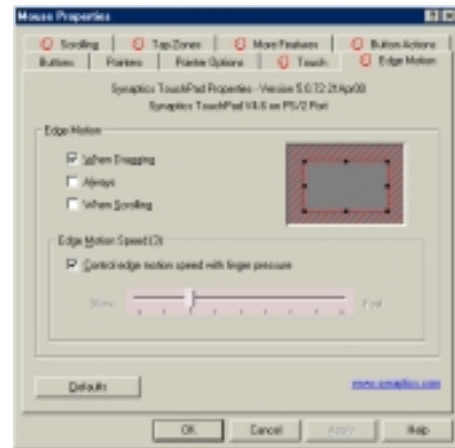 Mouse Properties
Scrolling Tap Zones More Features Button Actions
Buttons Pointers Pointer Options Touch Edge Motion
Synaptics TouchPad Properties - Version 5.0.72 21Apr00
Synaptics TouchPad V4.6 on PS/2 Port
Edge Motion
When Dragging
Always
When Scrolling
Edge Motion Speed (3)
Control edge motion speed with finger pressure
Slow Fast
Defaults
www.synaptics.com
OK Cancel Apply Help